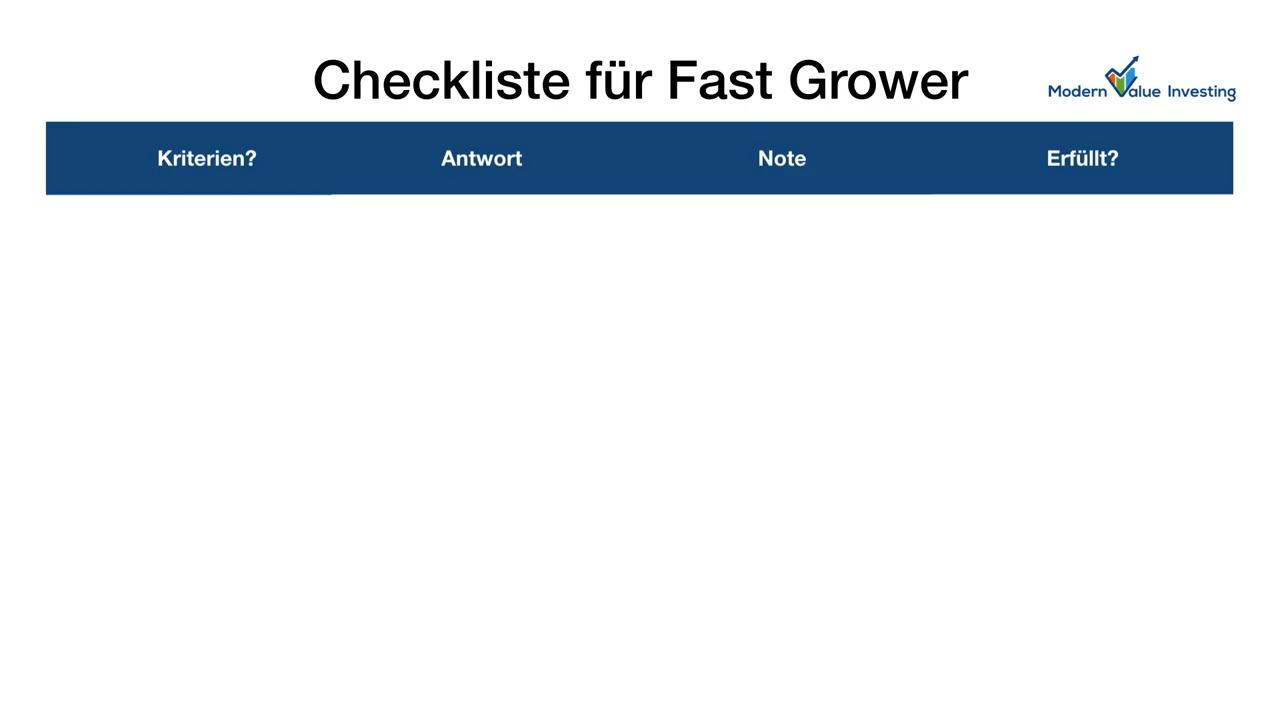 Checkliste für Fast Grower
Modern Value Investing
Kriterien? Antwort Note Erfüllt?